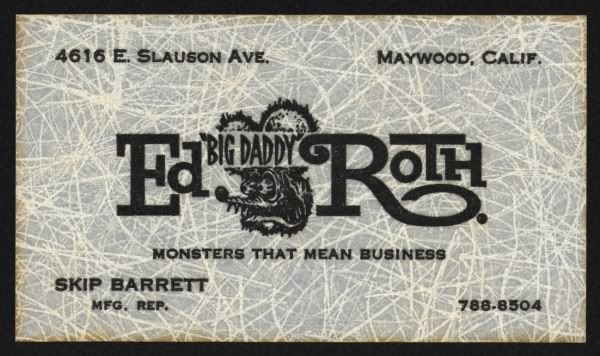 4616 E. Slauson Ave. Maywood, Calif.
Ed "Big Daddy" Roth.
MONSTERS THAT MEAN BUSINESS
SKIP BARRETT
MFG. REP. 788-8504